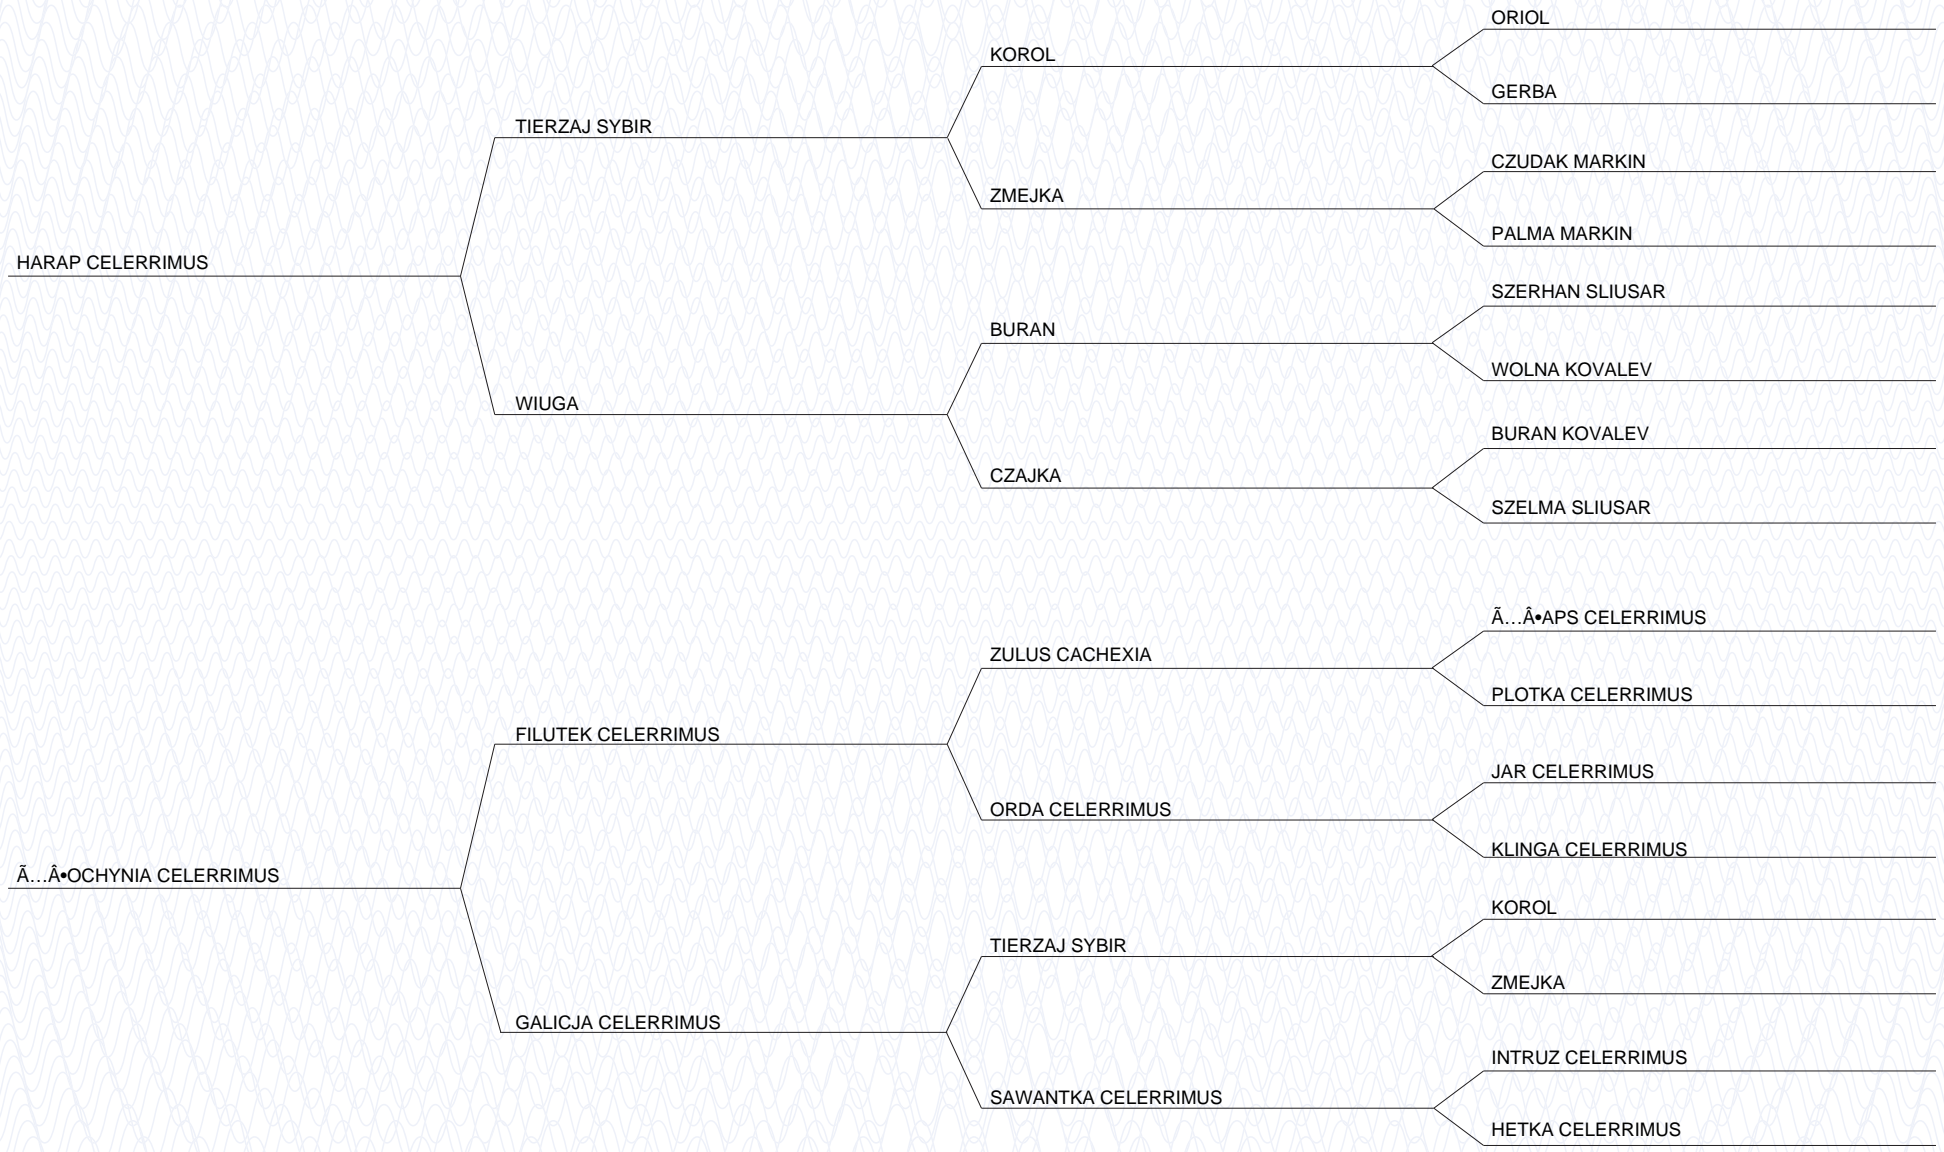 ORIOL
KOROL
GERBA
TIERZAJ SYBIR
CZUDAK MARKIN
ZMEJKA
PALMA MARKIN
HARAP CELERRIMUS
SZERHAN SLIUSAR
BURAN
WOLNA KOVALEV
WIUGA
BURAN KOVALEV
CZAJKA
SZELMA SLIUSAR
Ã…Â•APS CELERRIMUS
ZULUS CACHEXIA
PLOTKA CELERRIMUS
FILUTEK CELERRIMUS
JAR CELERRIMUS
ORDA CELERRIMUS
KLINGA CELERRIMUS
Ã…Â•OCHYNIA CELERRIMUS
KOROL
TIERZAJ SYBIR
ZMEJKA
GALICJA CELERRIMUS
INTRUZ CELERRIMUS
SAWANTKA CELERRIMUS
HETKA CELERRIMUS